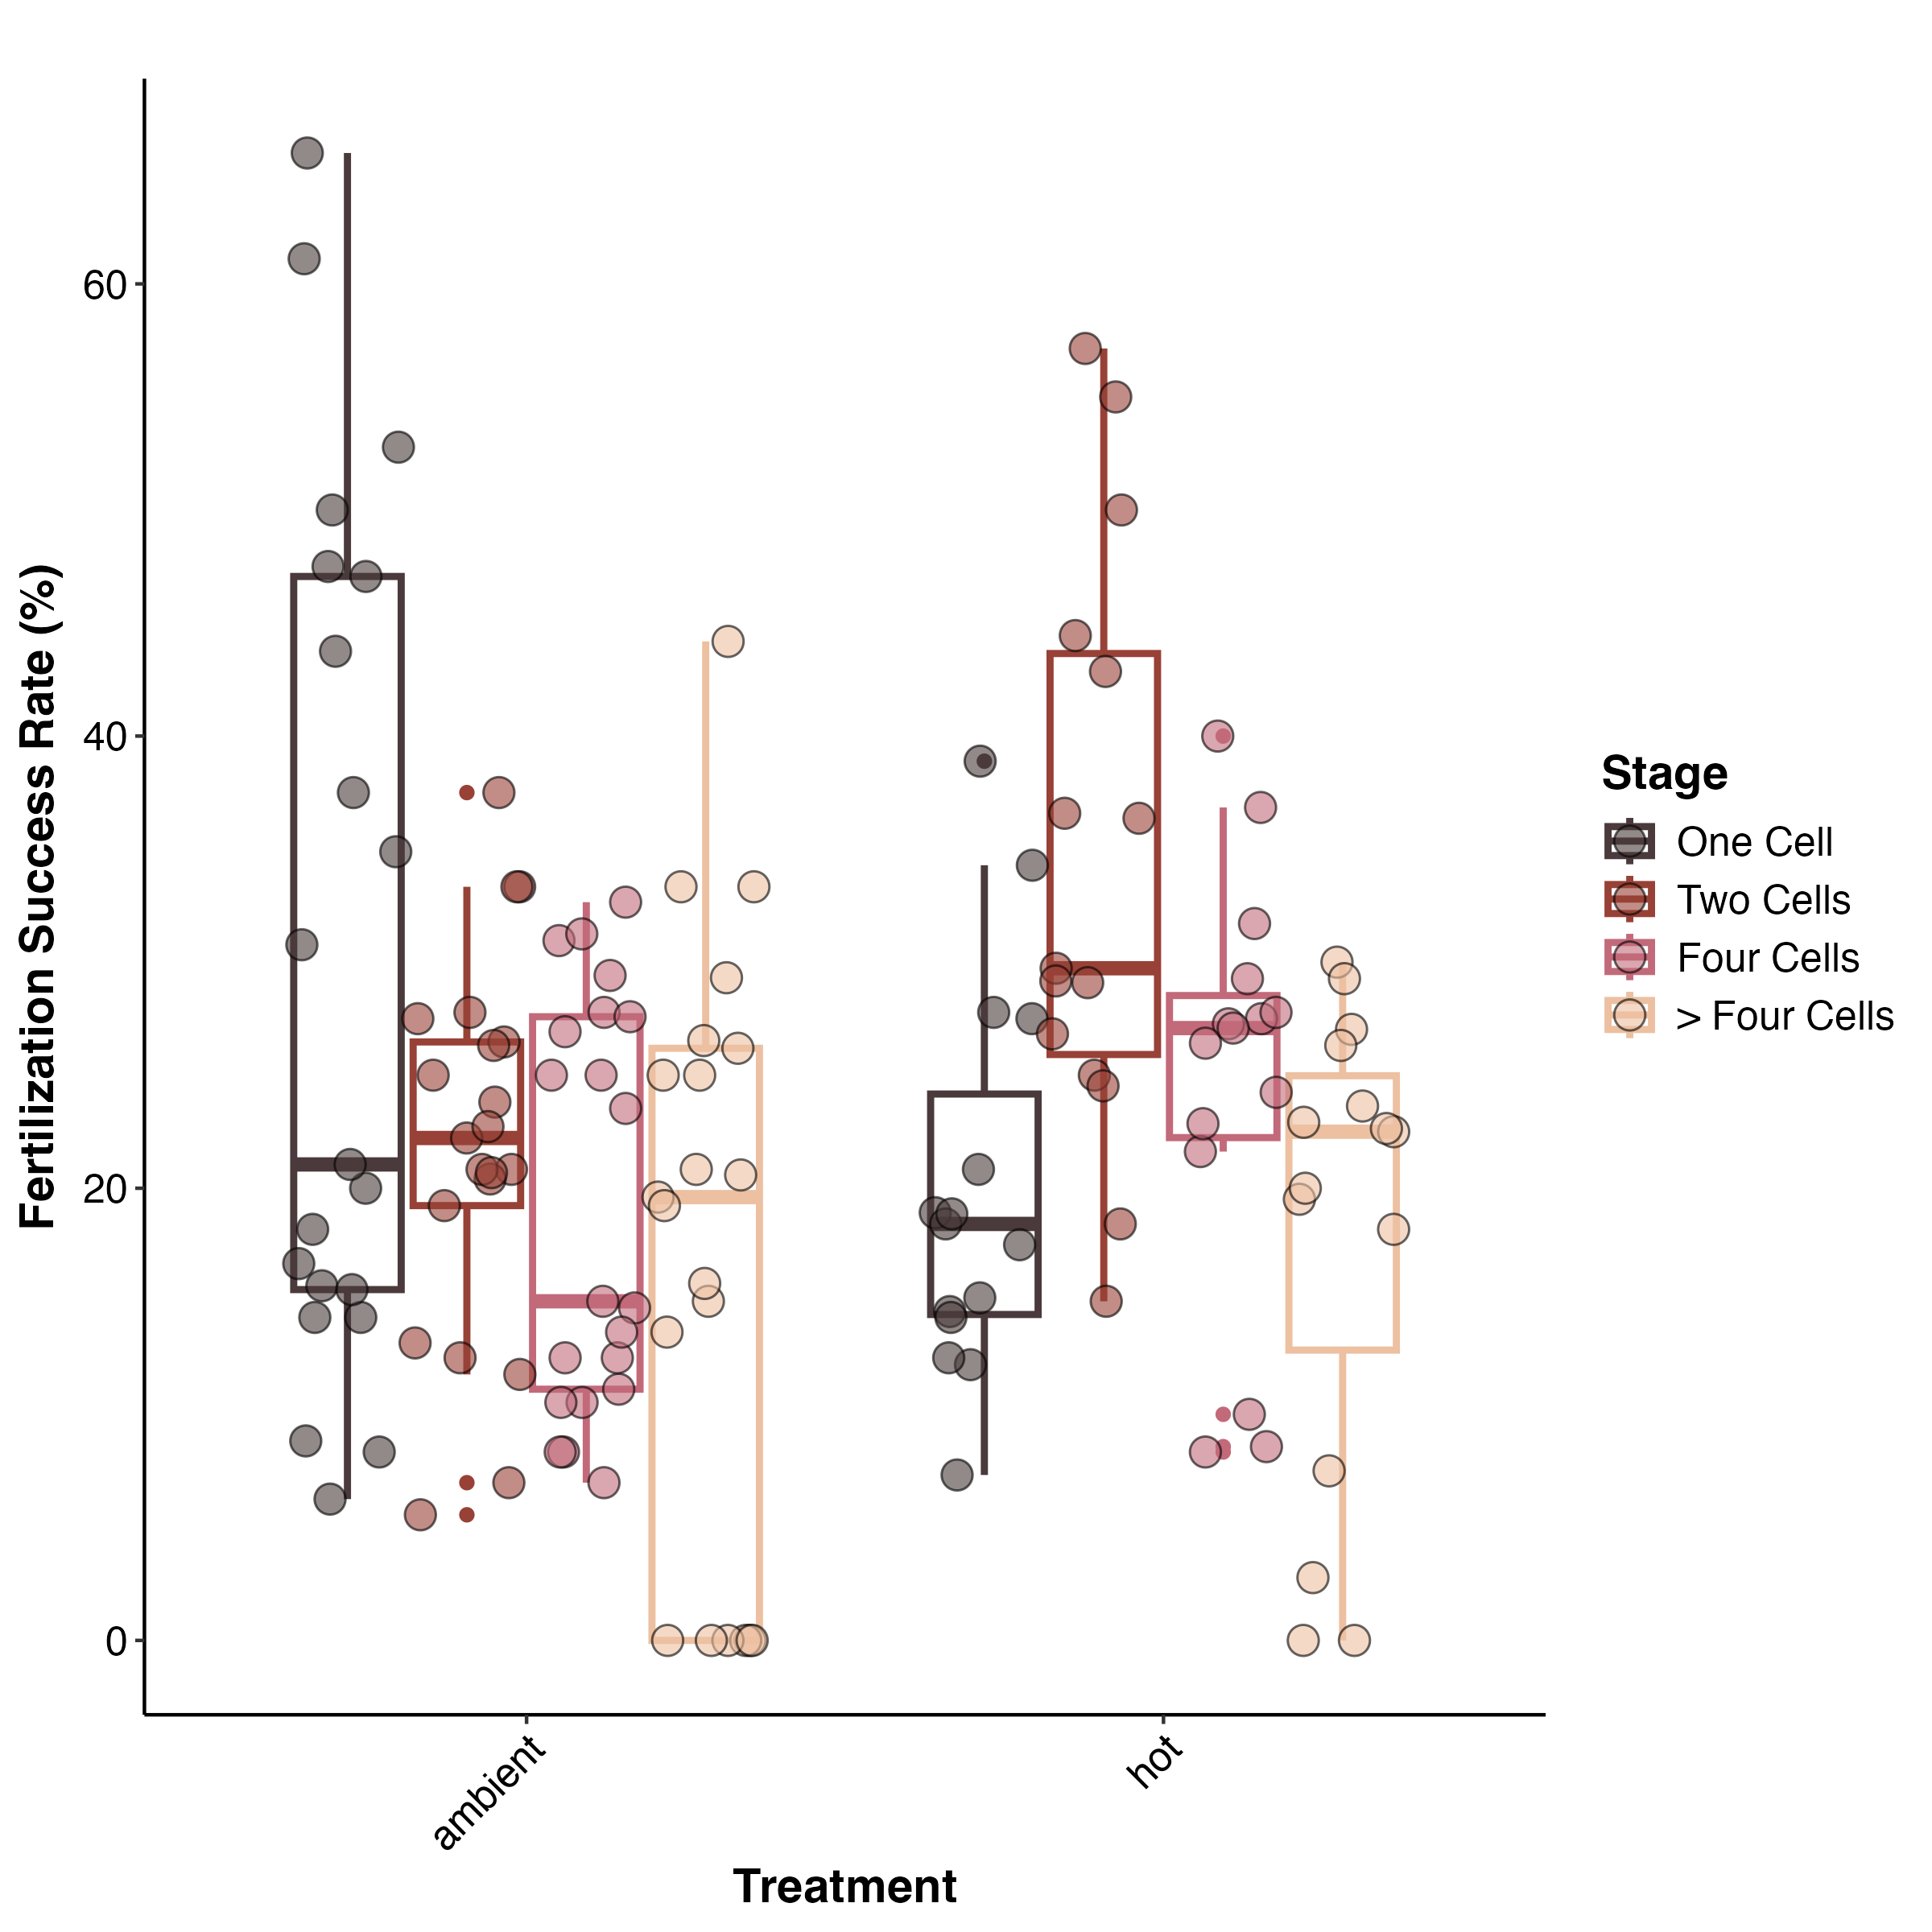 Fertilization Success Rate (%)
60
40
20
0
ambient
hot
Treatment
Stage
One Cell
Two Cells
Four Cells
> Four Cells